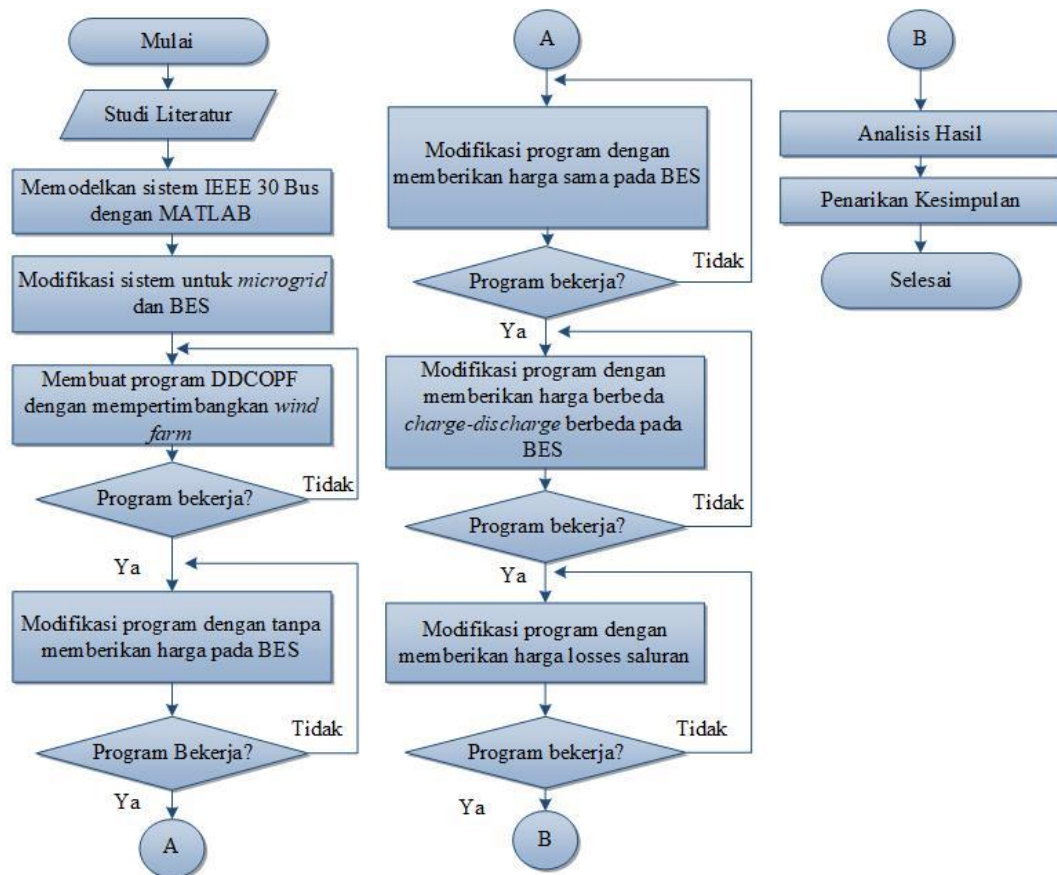 Mulai
Studi Literatur
Memodelkan sistem IEEE 30 Bus
dengan MATLAB
Modifikasi sistem untuk microgrid
dan BES
Membuat program DDCOPF
dengan mempertimbangkan wind
farm
Program bekerja?
Tidak
Ya
Modifikasi program dengan tanpa
memberikan harga pada BES
Program Bekerja?
Tidak
Ya
A
A
Modifikasi program dengan
memberikan harga sama pada BES
Program bekerja?
Tidak
Ya
Modifikasi program dengan
memberikan harga berbeda
charge-discharge berbeda pada
BES
Program bekerja?
Tidak
Ya
Modifikasi program dengan
memberikan harga losses saluran
Program bekerja?
Tidak
Ya
B
B
Analisis Hasil
Penarikan Kesimpulan
Selesai